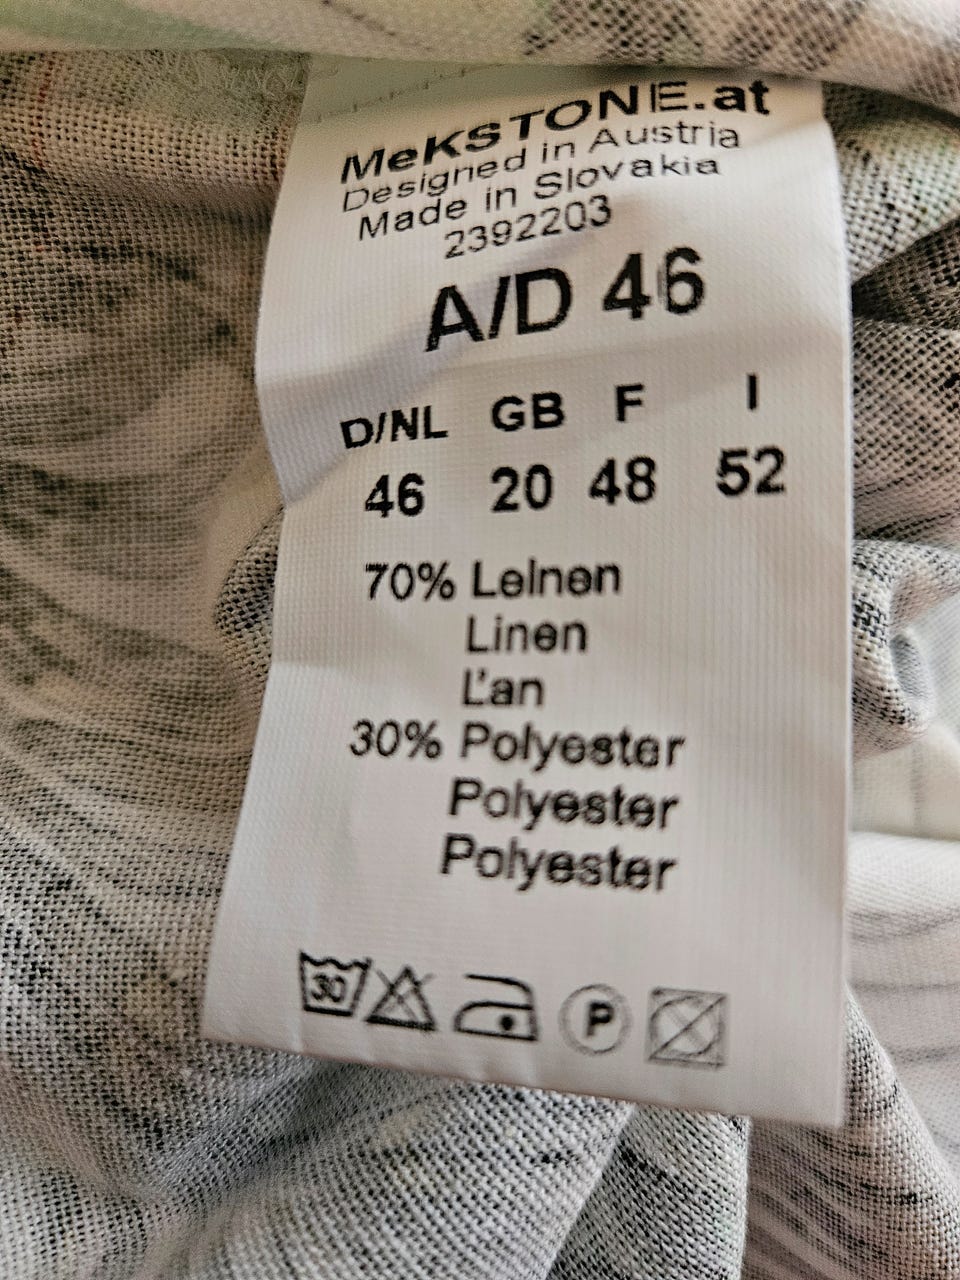 MeKSTONE.at
Designed in Austria
Made in Slovakia
2392203
A/D 46
D/NL GB F I
46 20 48 52
70% Leinen
Linen
Ľan
30% Polyester
Polyester
Polyester
30
P